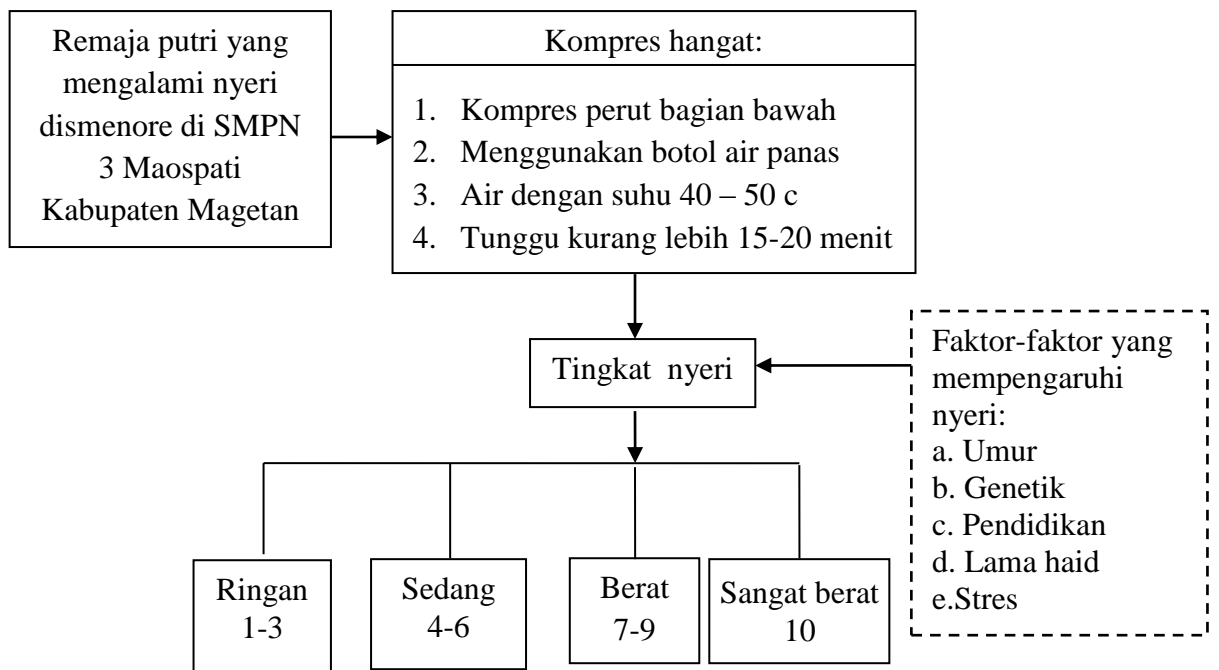 Remaja putri yang
mengalami nyeri
dismenore di SMPN
3 Maospati
Kabupaten Magetan
Kompres hangat:
1. Kompres perut bagian bawah
2. Menggunakan botol air panas
3. Air dengan suhu 40 – 50 c
4. Tunggu kurang lebih 15-20 menit
Tingkat nyeri
Faktor-faktor yang
mempengaruhi
nyeri:
a. Umur
b. Genetik
c. Pendidikan
d. Lama haid
e.Stres
Ringan
1-3
Sedang
4-6
Berat
7-9
Sangat berat
10